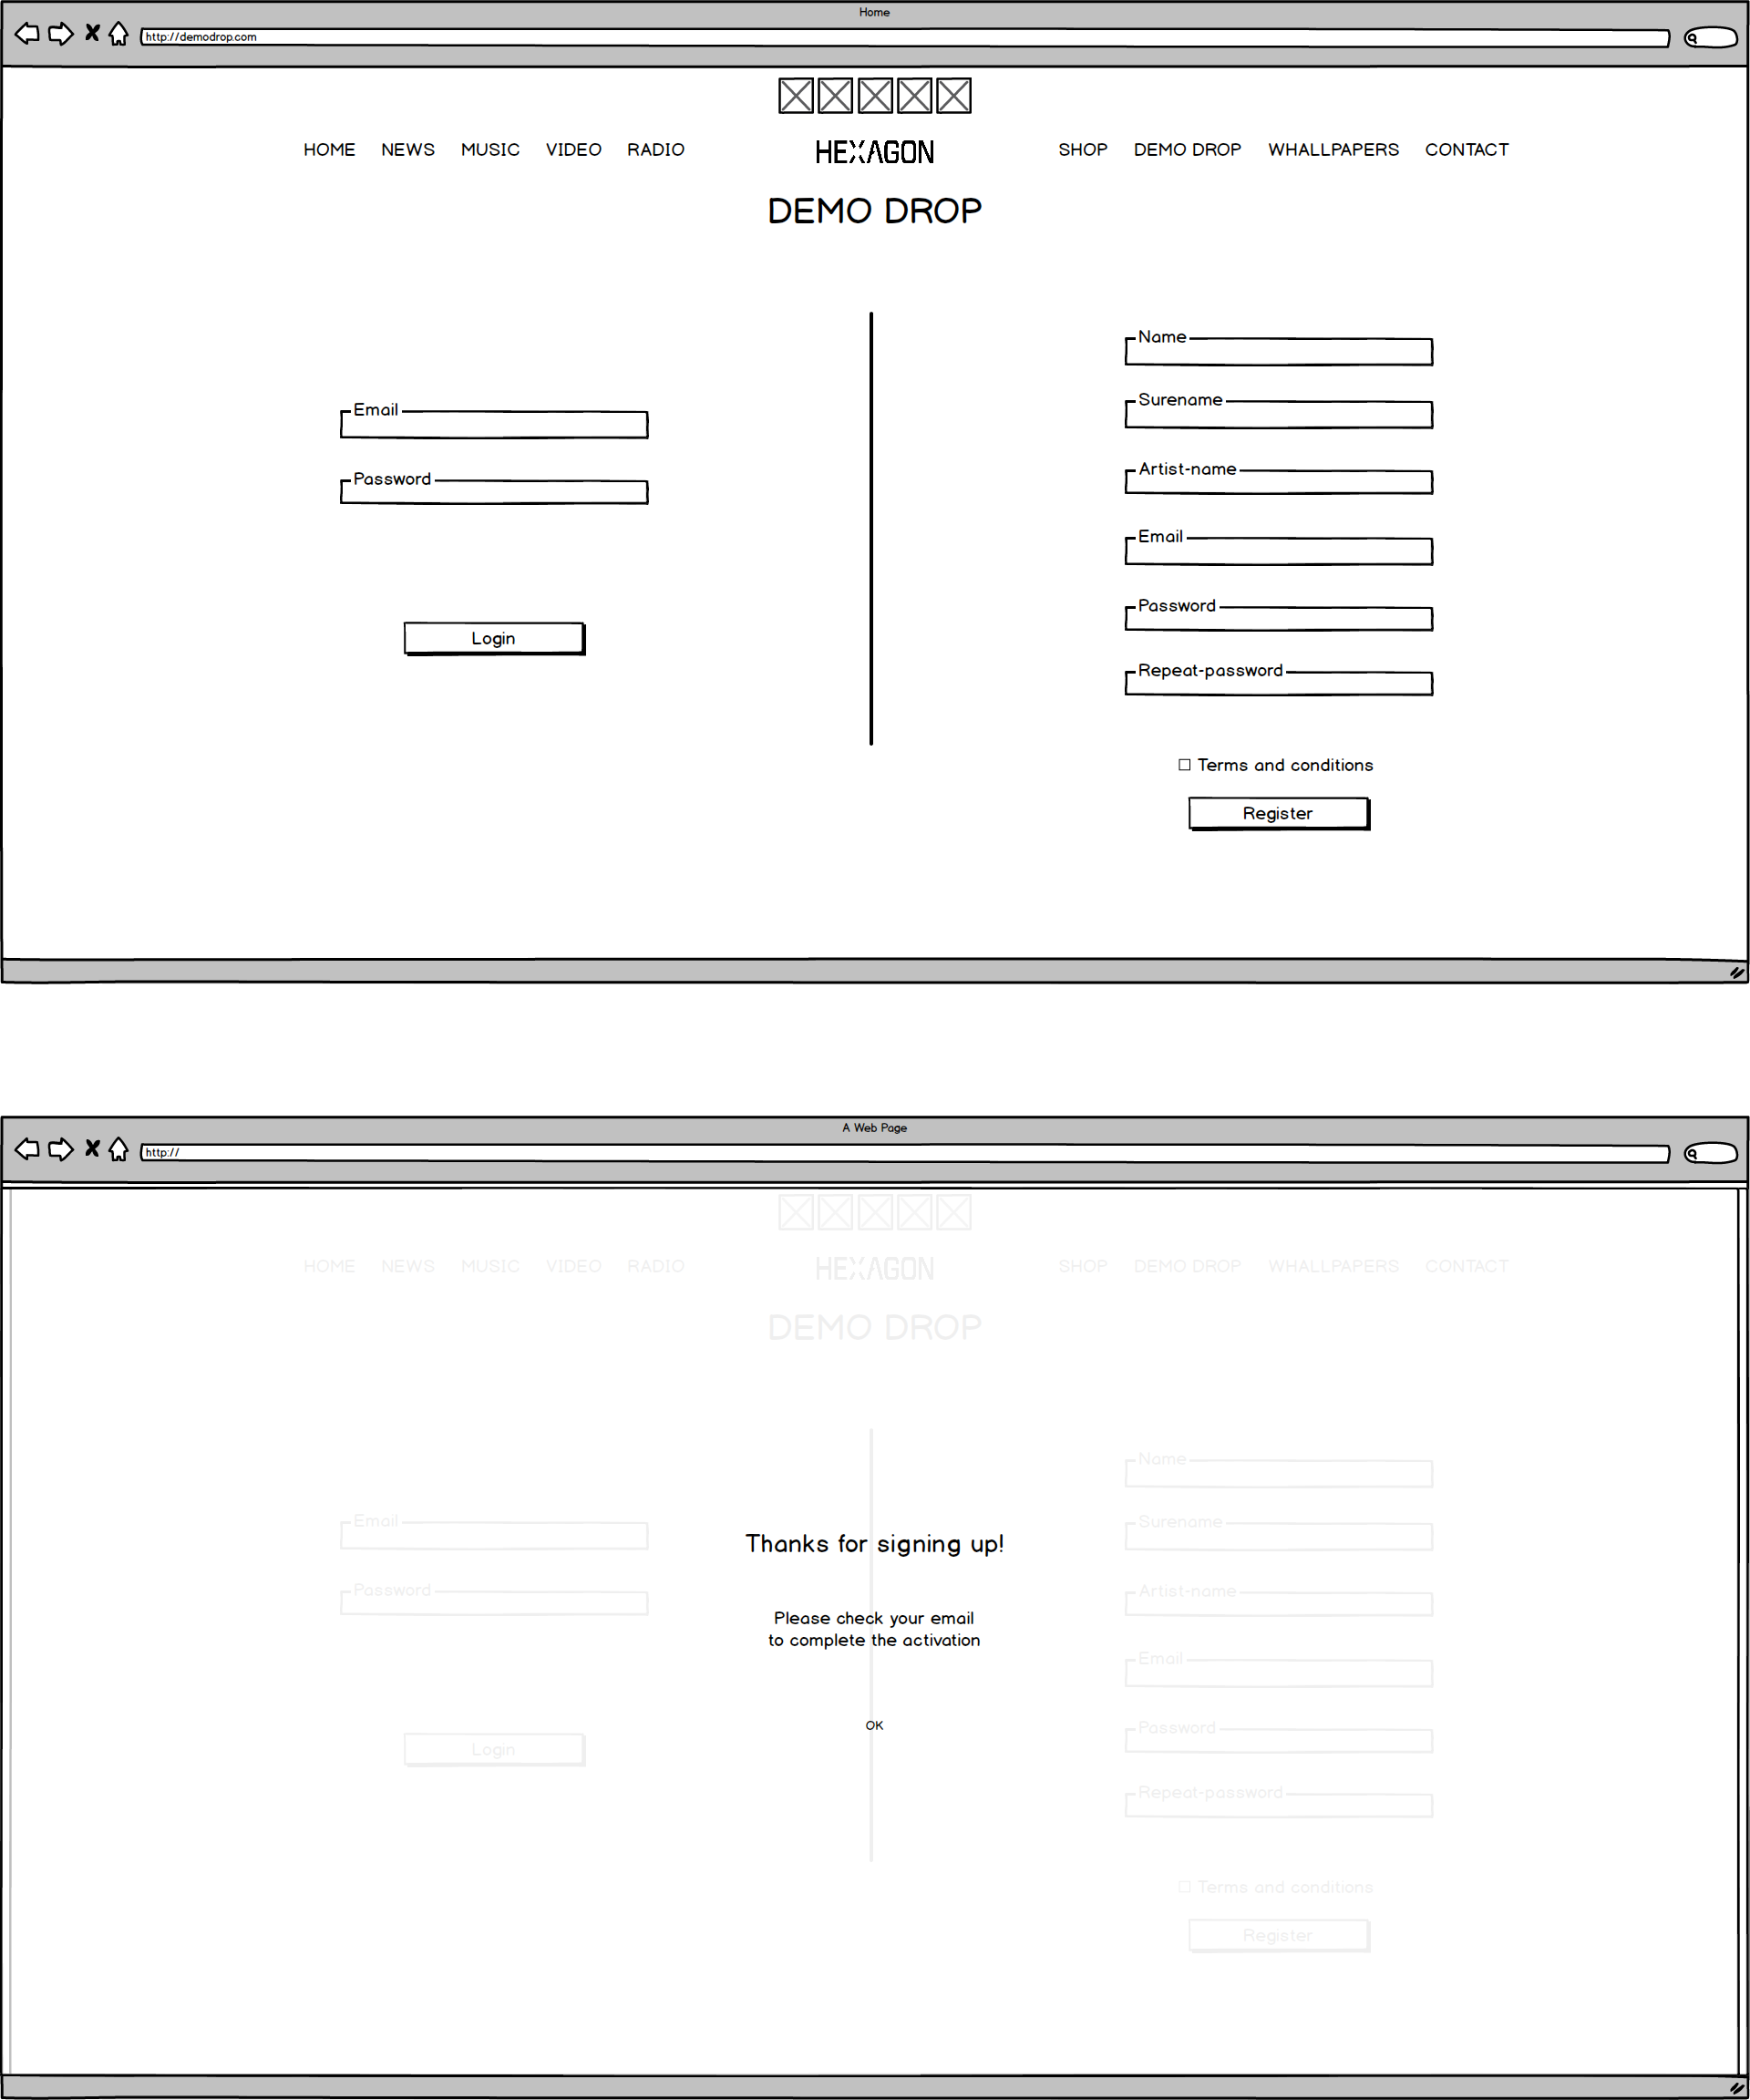 Home
http://demodrop.com
HOME NEWS MUSIC VIDEO RADIO HEXAGON SHOP DEMO DROP WHALLPAPERS CONTACT
DEMO DROP
Email
Password
Login
Name
Surename
Artist-name
Email
Password
Repeat-password
Terms and conditions
Register
A Web Page
http://
HOME NEWS MUSIC VIDEO RADIO HEXAGON SHOP DEMO DROP WHALLPAPERS CONTACT
DEMO DROP
Email
Password
Login
Thanks for signing up!
Please check your email
to complete the activation
OK
Name
Surename
Artist-name
Email
Password
Repeat-password
Terms and conditions
Register